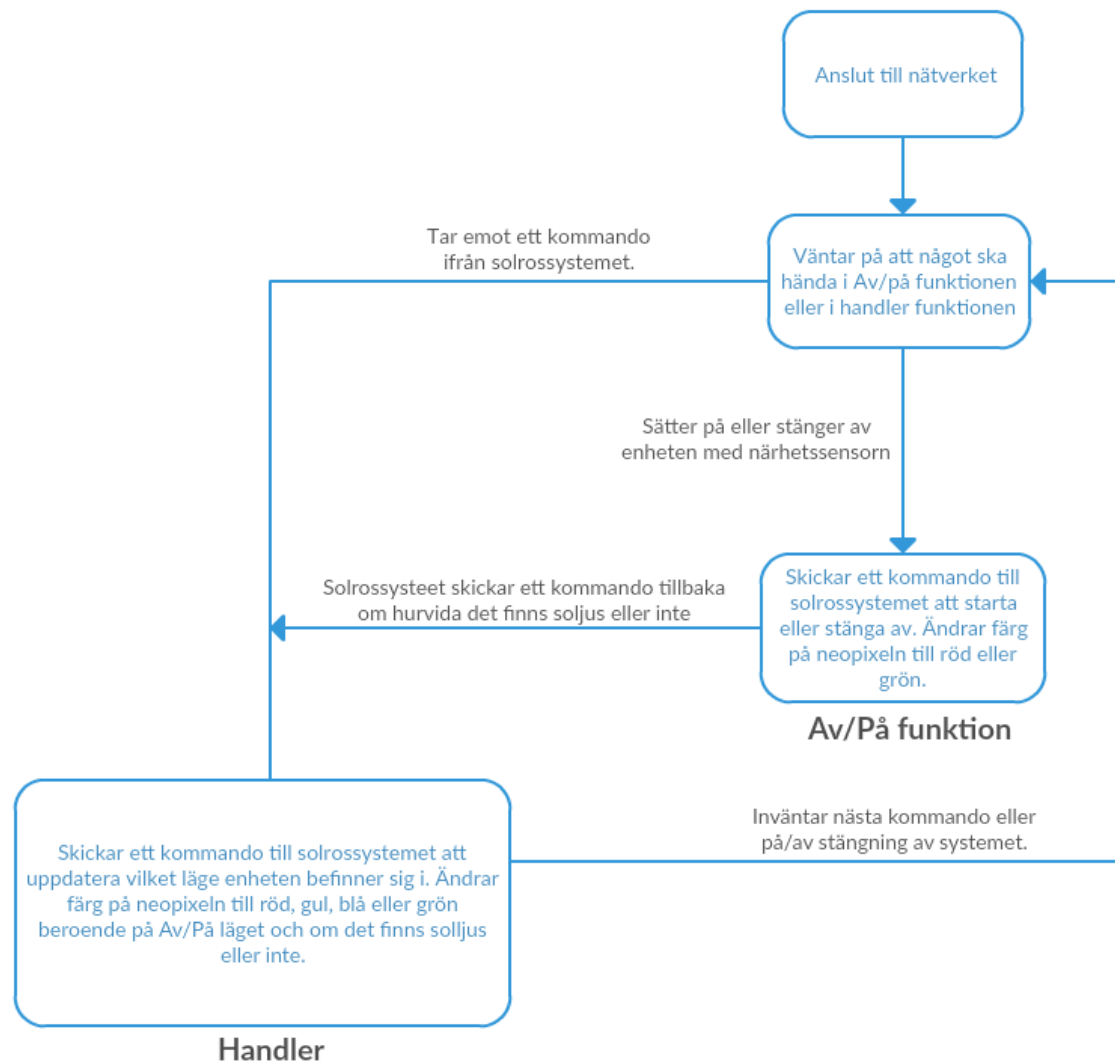 Anslut till nätverket
Tar emot ett kommando
ifrån solrossystemet.
Väntar på att något ska
hända i Av/på funktionen
eller i handler funktionen
Sätter på eller stänger av
enheten med närhetssensorn
Solrossysteet skickar ett kommando tillbaka
om hurvida det finns soljus eller inte
Skickar ett kommando till
solrossystemet att starta
eller stänga av. Ändrar färg
på neopixeln till röd eller
grön.
Av/På funktion
Inväntar nästa kommando eller
på/av stängning av systemet.
Skickar ett kommando till solrossystemet att
uppdatera vilket läge enheten befinner sig i. Ändrar
färg på neopixeln till röd, gul, blå eller grön
beroende på Av/På läget och om det finns solljus
eller inte.
Handler